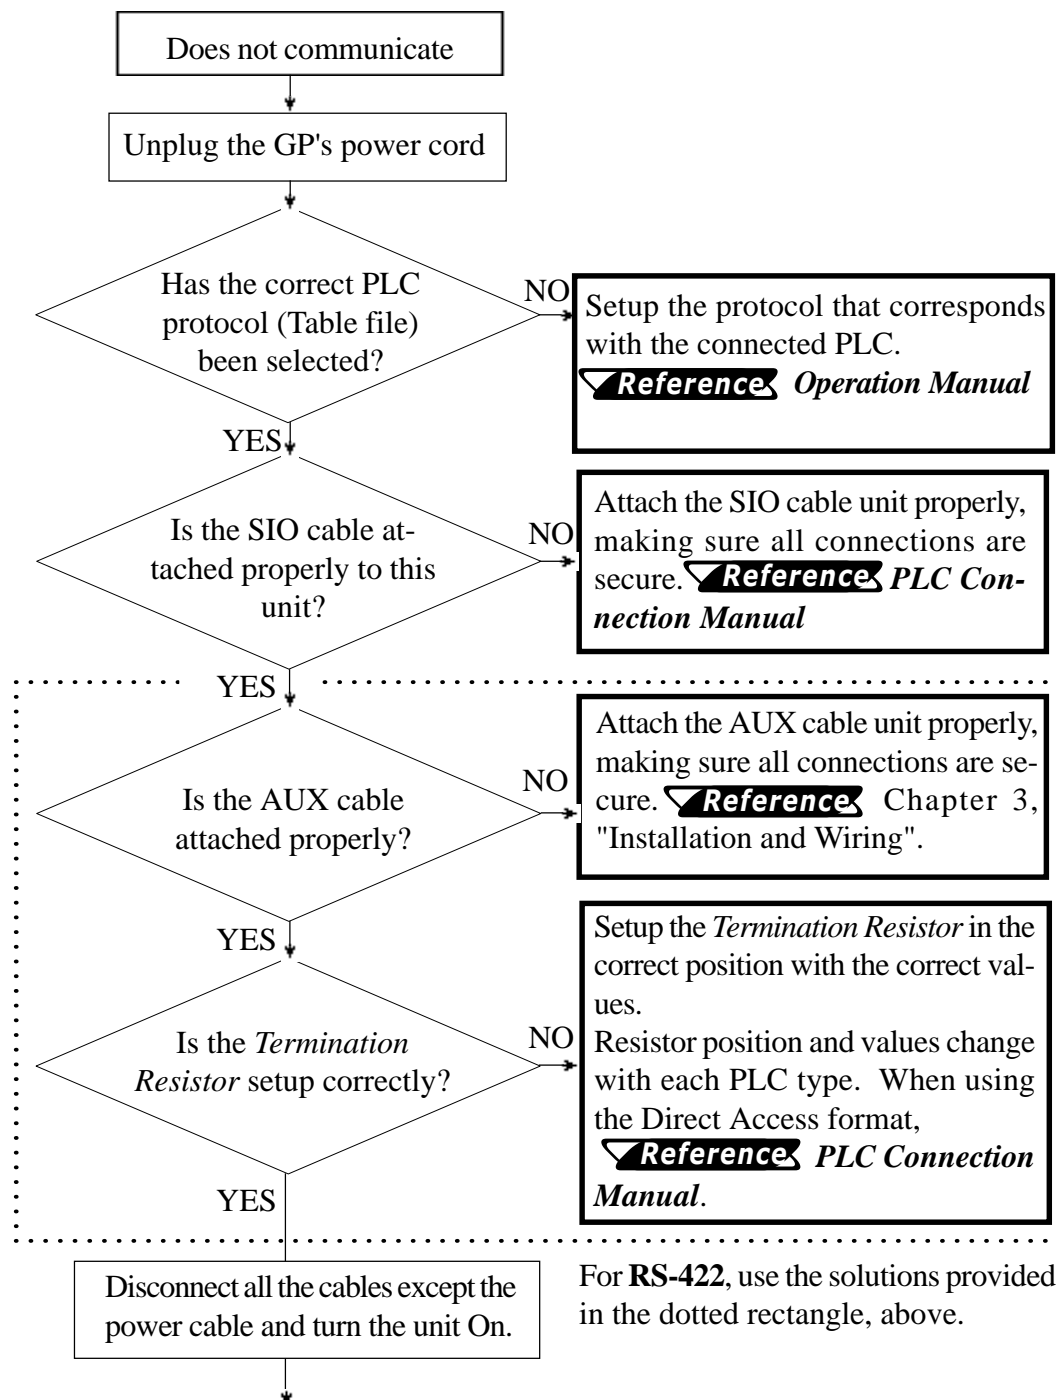 Does not communicate
Unplug the GP's power cord
Has the correct PLC
protocol (Table file)
been selected?
NO
Setup the protocol that corresponds
with the connected PLC.
Reference Operation Manual
YES
Is the SIO cable at-
tached properly to this
unit?
NO
Attach the SIO cable unit properly,
making sure all connections are
secure. Reference PLC Con-
nection Manual
YES
Is the AUX cable
attached properly?
NO
Attach the AUX cable unit properly,
making sure all connections are se-
cure. Reference Chapter 3,
"Installation and Wiring".
YES
Is the Termination
Resistor setup correctly?
NO
Setup the Termination Resistor in the
correct position with the correct val-
ues.
Resistor position and values change
with each PLC type. When using
the Direct Access format,
Reference PLC Connection
Manual.
YES
Disconnect all the cables except the
power cable and turn the unit On.
For RS-422, use the solutions provided
in the dotted rectangle, above.